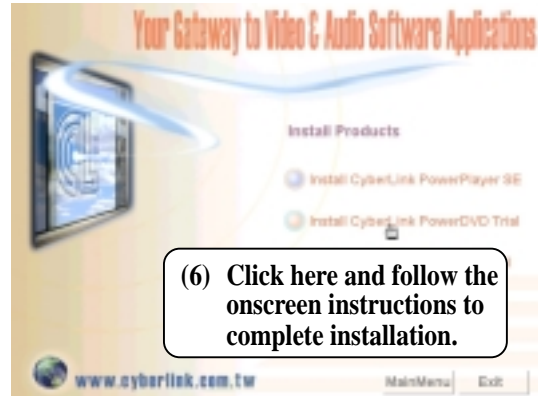 Your Gateway to Video & Audio Software Applications
Install Products
Install CyberLink PowerPlayer SE
Install CyberLink PowerDVD Trial
(6) Click here and follow the
onscreen instructions to
complete installation.
www.cyberlink.com.tw
MainMenu
Exit